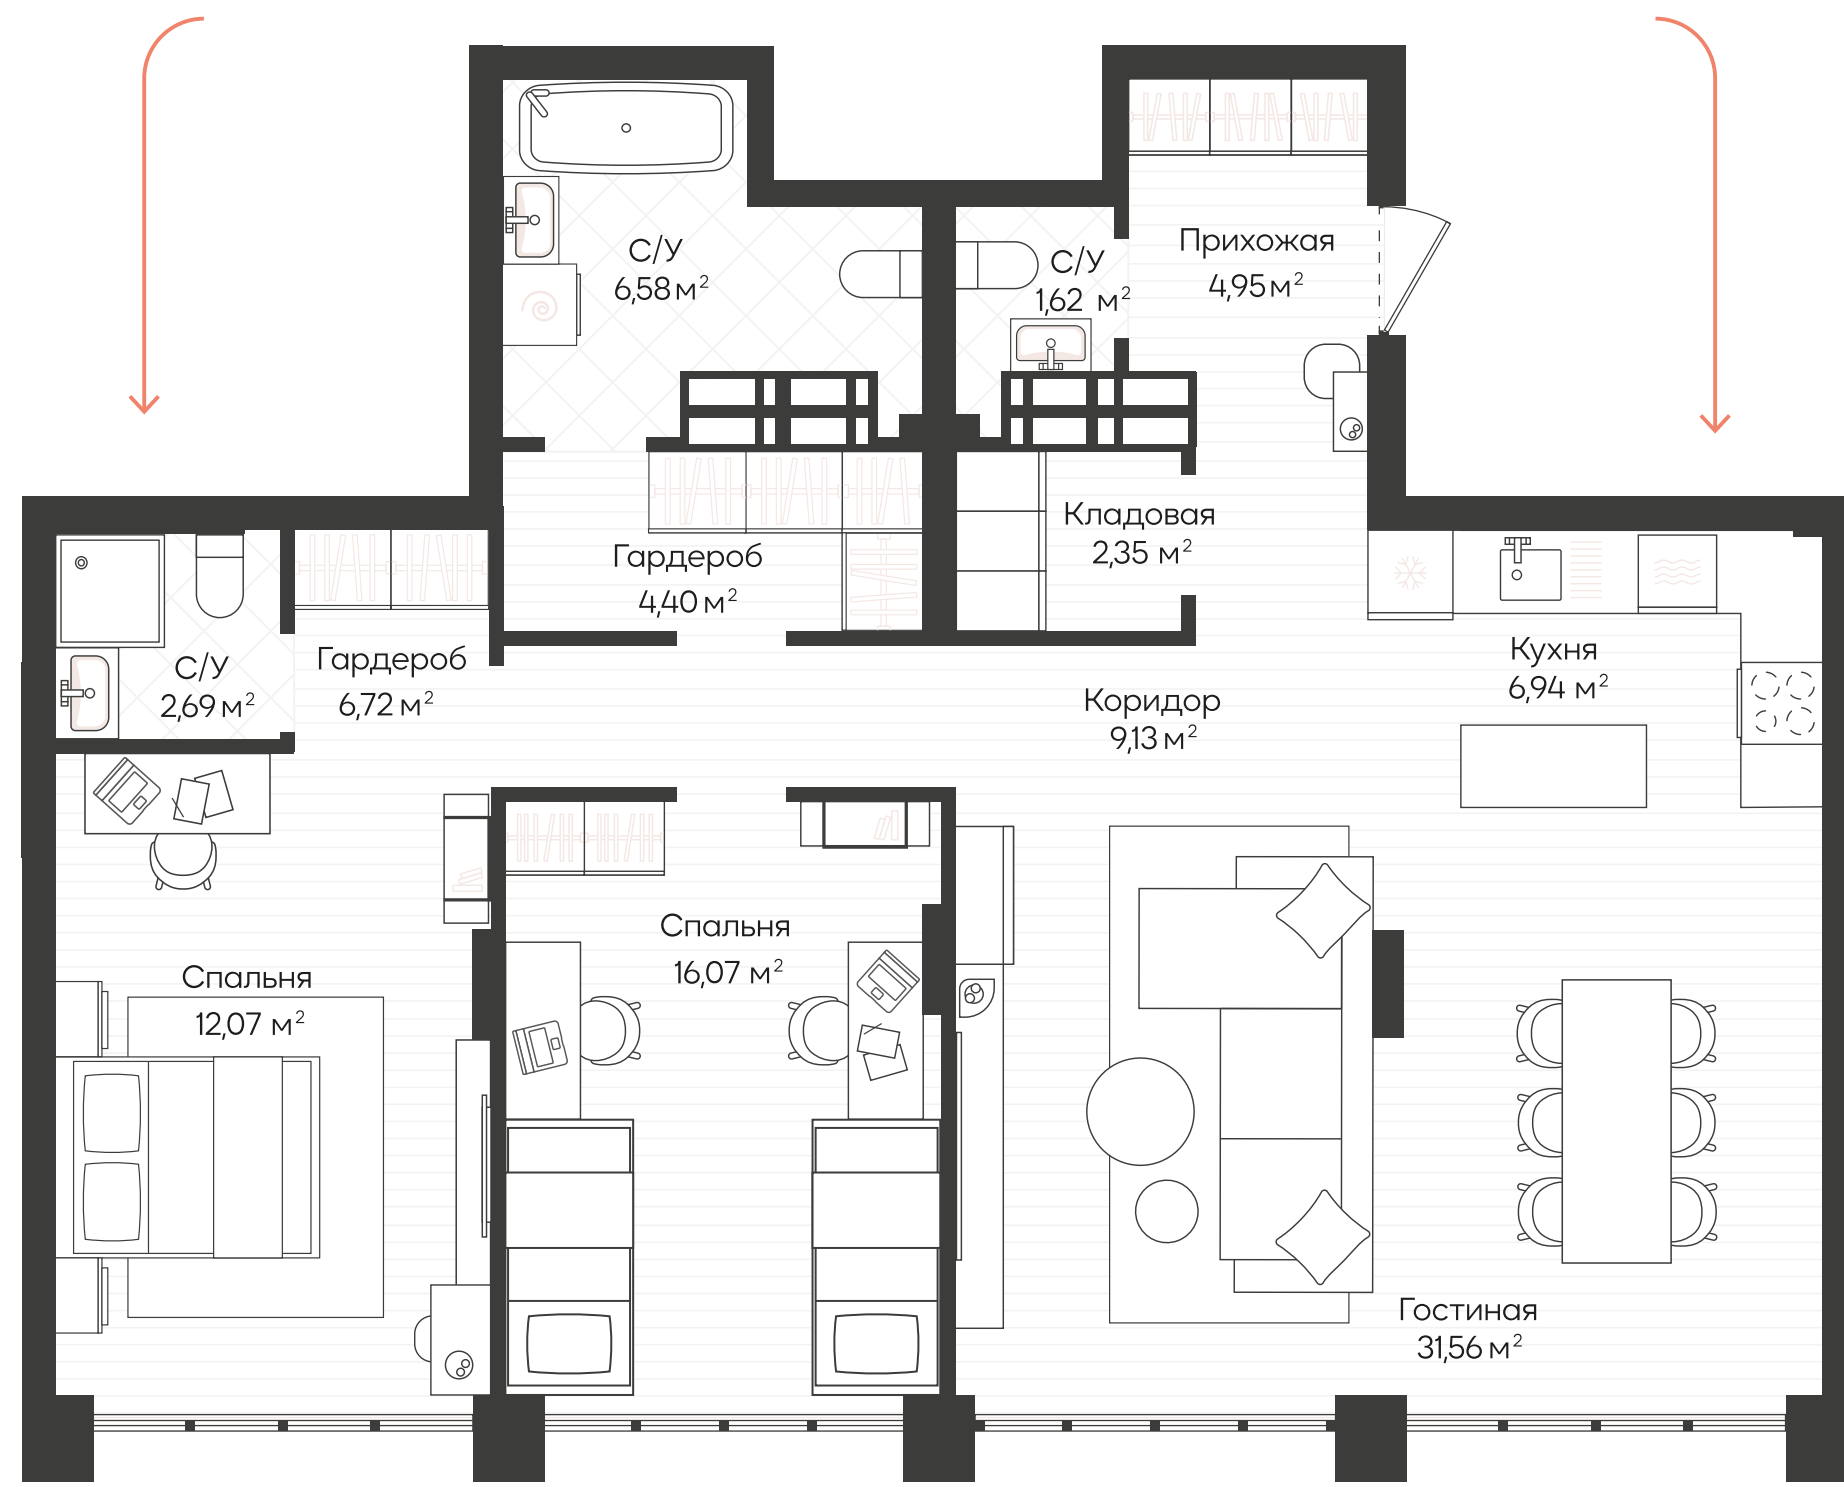 С/У
6,58 м²
С/У
1,62 м²
Прихожая
4,95 м²
Кладовая
2,35 м²
Гардероб
4,40 м²
С/У
2,69 м²
Гардероб
6,72 м²
Коридор
9,13 м²
Кухня
6,94 м²
Спальня
12,07 м²
Спальня
16,07 м²
Гостиная
31,56 м²